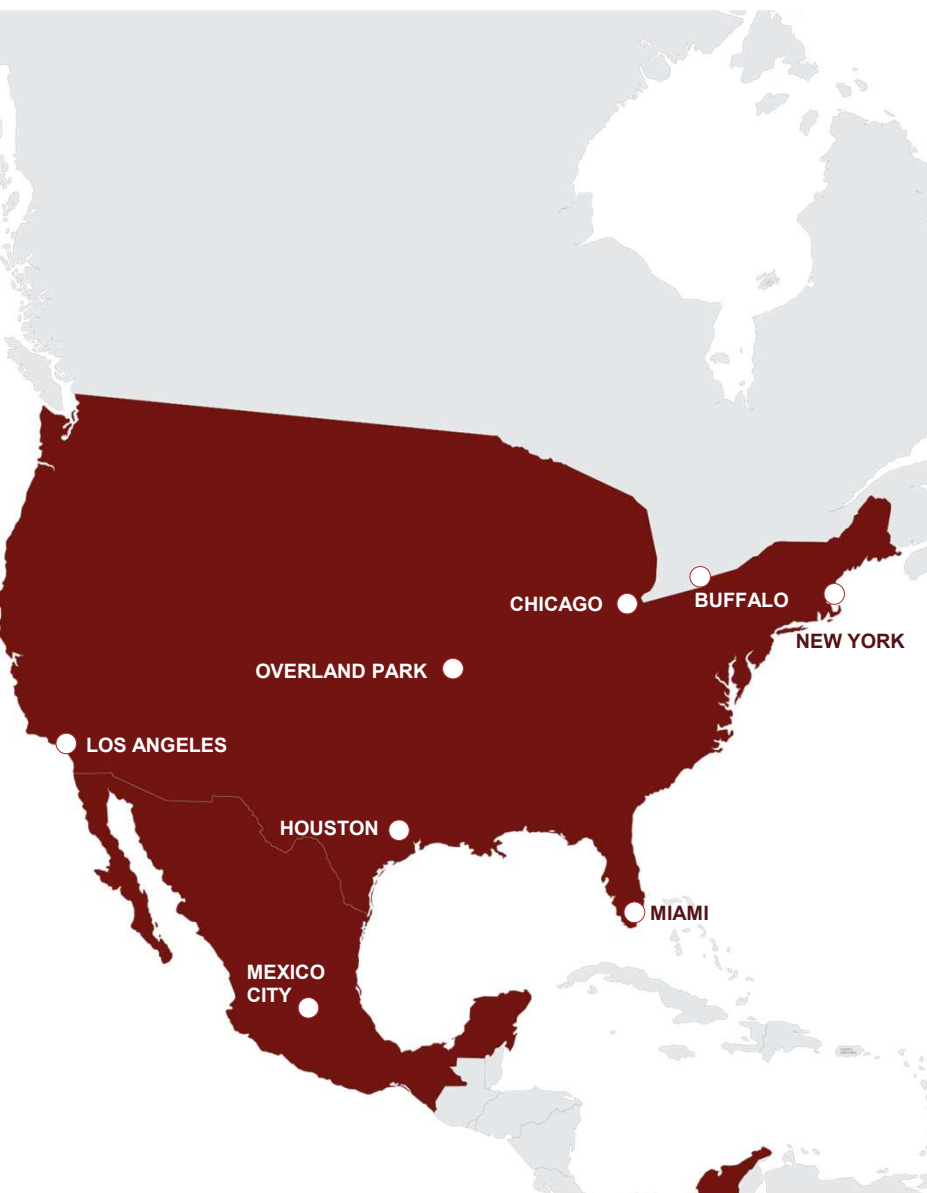 CHICAGO
BUFFALO
NEW YORK
OVERLAND PARK
LOS ANGELES
HOUSTON
MIAMI
MEXICO
CITY